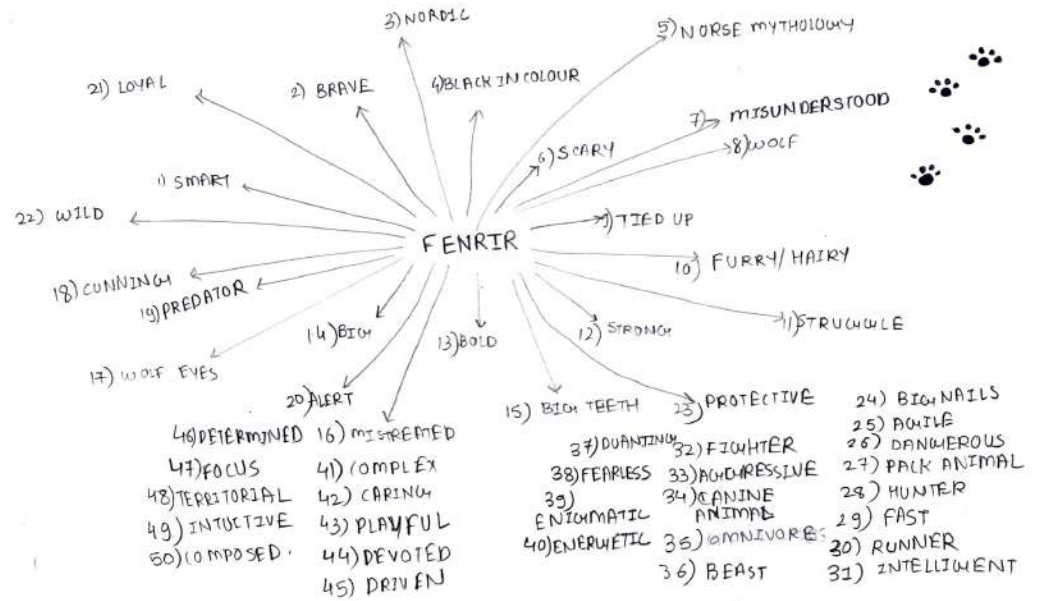 3) NORDIC
5) NORSE MYTHOLOGY
21) LOYAL
2) BRAVE
4) BLACK IN COLOUR
7) MISUNDERSTOOD
6) SCARY
8) WOLF
1) SMART
22) WILD
9) TIED UP
FENRIR
10) FURRY/HAIRY
18) CUNNING
19) PREDATOR
14) BIG
13) BOLD
12) STRONG
11) STRUGGLE
17) WOLF EYES
20) ALERT
15) BIG TEETH
23) PROTECTIVE
16) MISTREATED
46) DETERMINED
47) FOCUS
48) TERRITORIAL
49) INTUITIVE
50) COMPOSED.
41) COMPLEX
42) CARING
43) PLAYFUL
44) DEVOTED
45) DRIVEN
37) DUANTING
38) FEARLESS
39)
ENIGMATIC
40) ENERGETIC
32) FIGHTER
33) AGGRESSIVE
34) CANINE
ANIMAL
35) OMNIVORES
36) BEAST
24) BIG NAILS
25) AGILE
26) DANGEROUS
27) PACK ANIMAL
28) HUNTER
29) FAST
30) RUNNER
31) INTELLIGENT